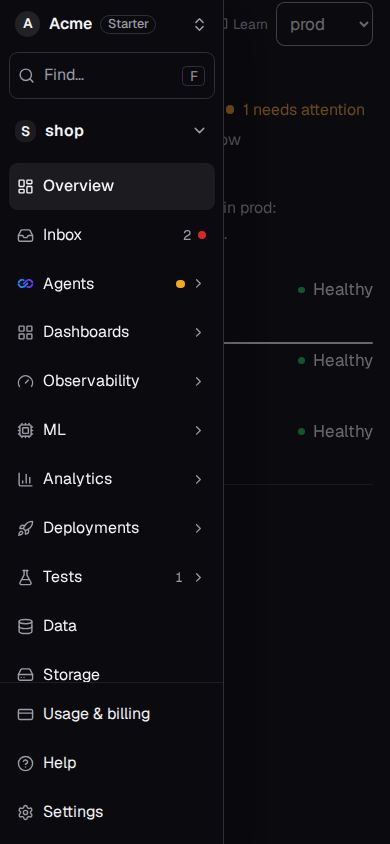 A Acme Starter
Learn
prod
Find...
F
1 needs attention
ow
S shop
Overview
in prod:
Inbox 2
Agents
Healthy
Dashboards
Healthy
Observability
ML
Healthy
Analytics
Deployments
Tests 1
Data
Storage
Usage & billing
Help
Settings